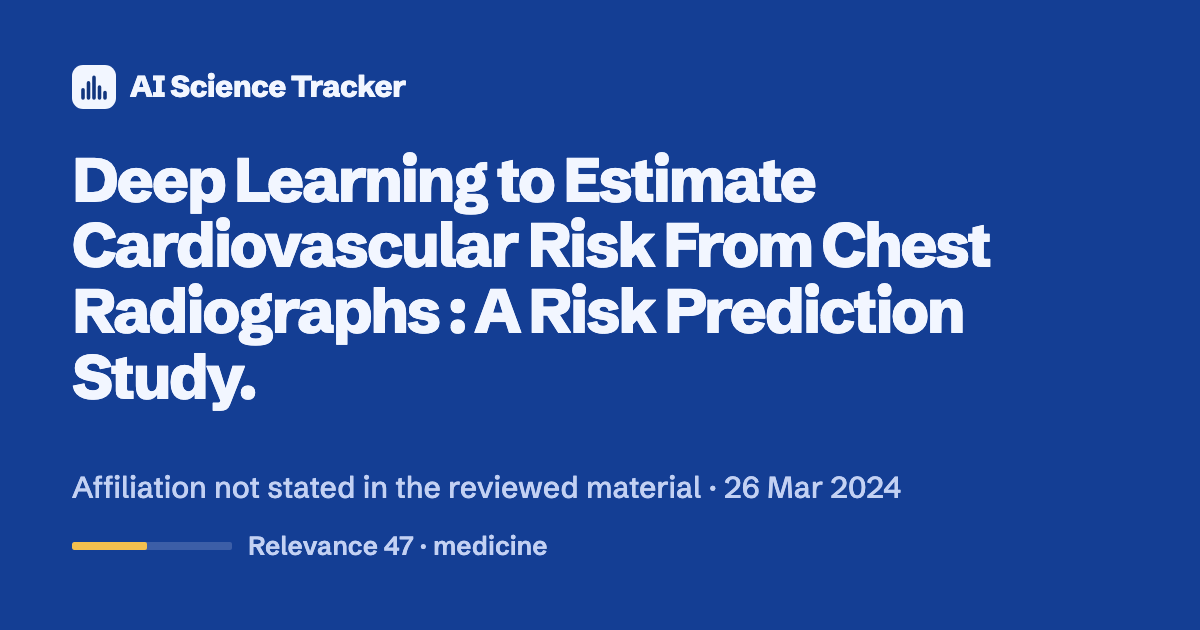 AI Science Tracker
Deep Learning to Estimate
Cardiovascular Risk From Chest
Radiographs : A Risk Prediction
Study.
Affiliation not stated in the reviewed material · 26 Mar 2024
Relevance 47 · medicine